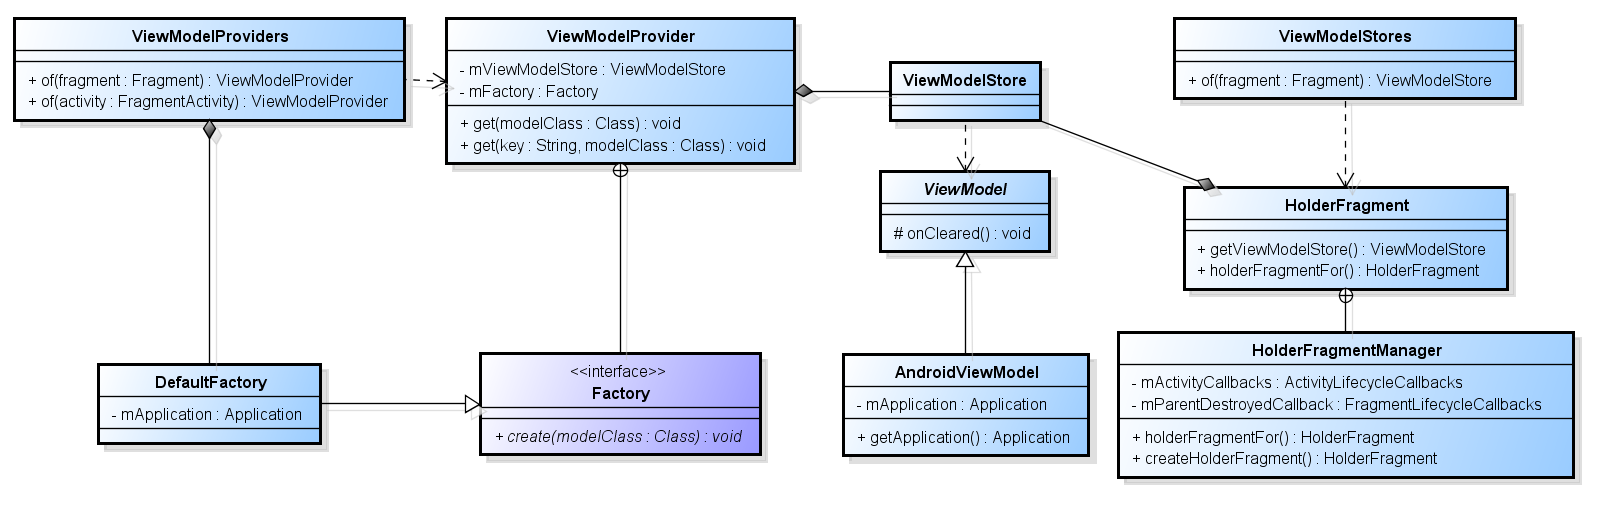 ViewModelProviders
+ of(fragment : Fragment) : ViewModelProvider
+ of(activity : FragmentActivity) : ViewModelProvider
ViewModelProvider
- mViewModelStore : ViewModelStore
- mFactory : Factory
+ get(modelClass : Class) : void
+ get(key : String, modelClass : Class) : void
ViewModelStore
ViewModelStores
+ of(fragment : Fragment) : ViewModelStore
ViewModel
# onCleared() : void
HolderFragment
+ getViewModelStore() : ViewModelStore
+ holderFragmentFor() : HolderFragment
DefaultFactory
- mApplication : Application
<<interface>>
Factory
+ create(modelClass : Class) : void
AndroidViewModel
- mApplication : Application
+ getApplication() : Application
HolderFragmentManager
- mActivityCallbacks : ActivityLifecycleCallbacks
- mParentDestroyedCallback : FragmentLifecycleCallbacks
+ holderFragmentFor() : HolderFragment
+ createHolderFragment() : HolderFragment